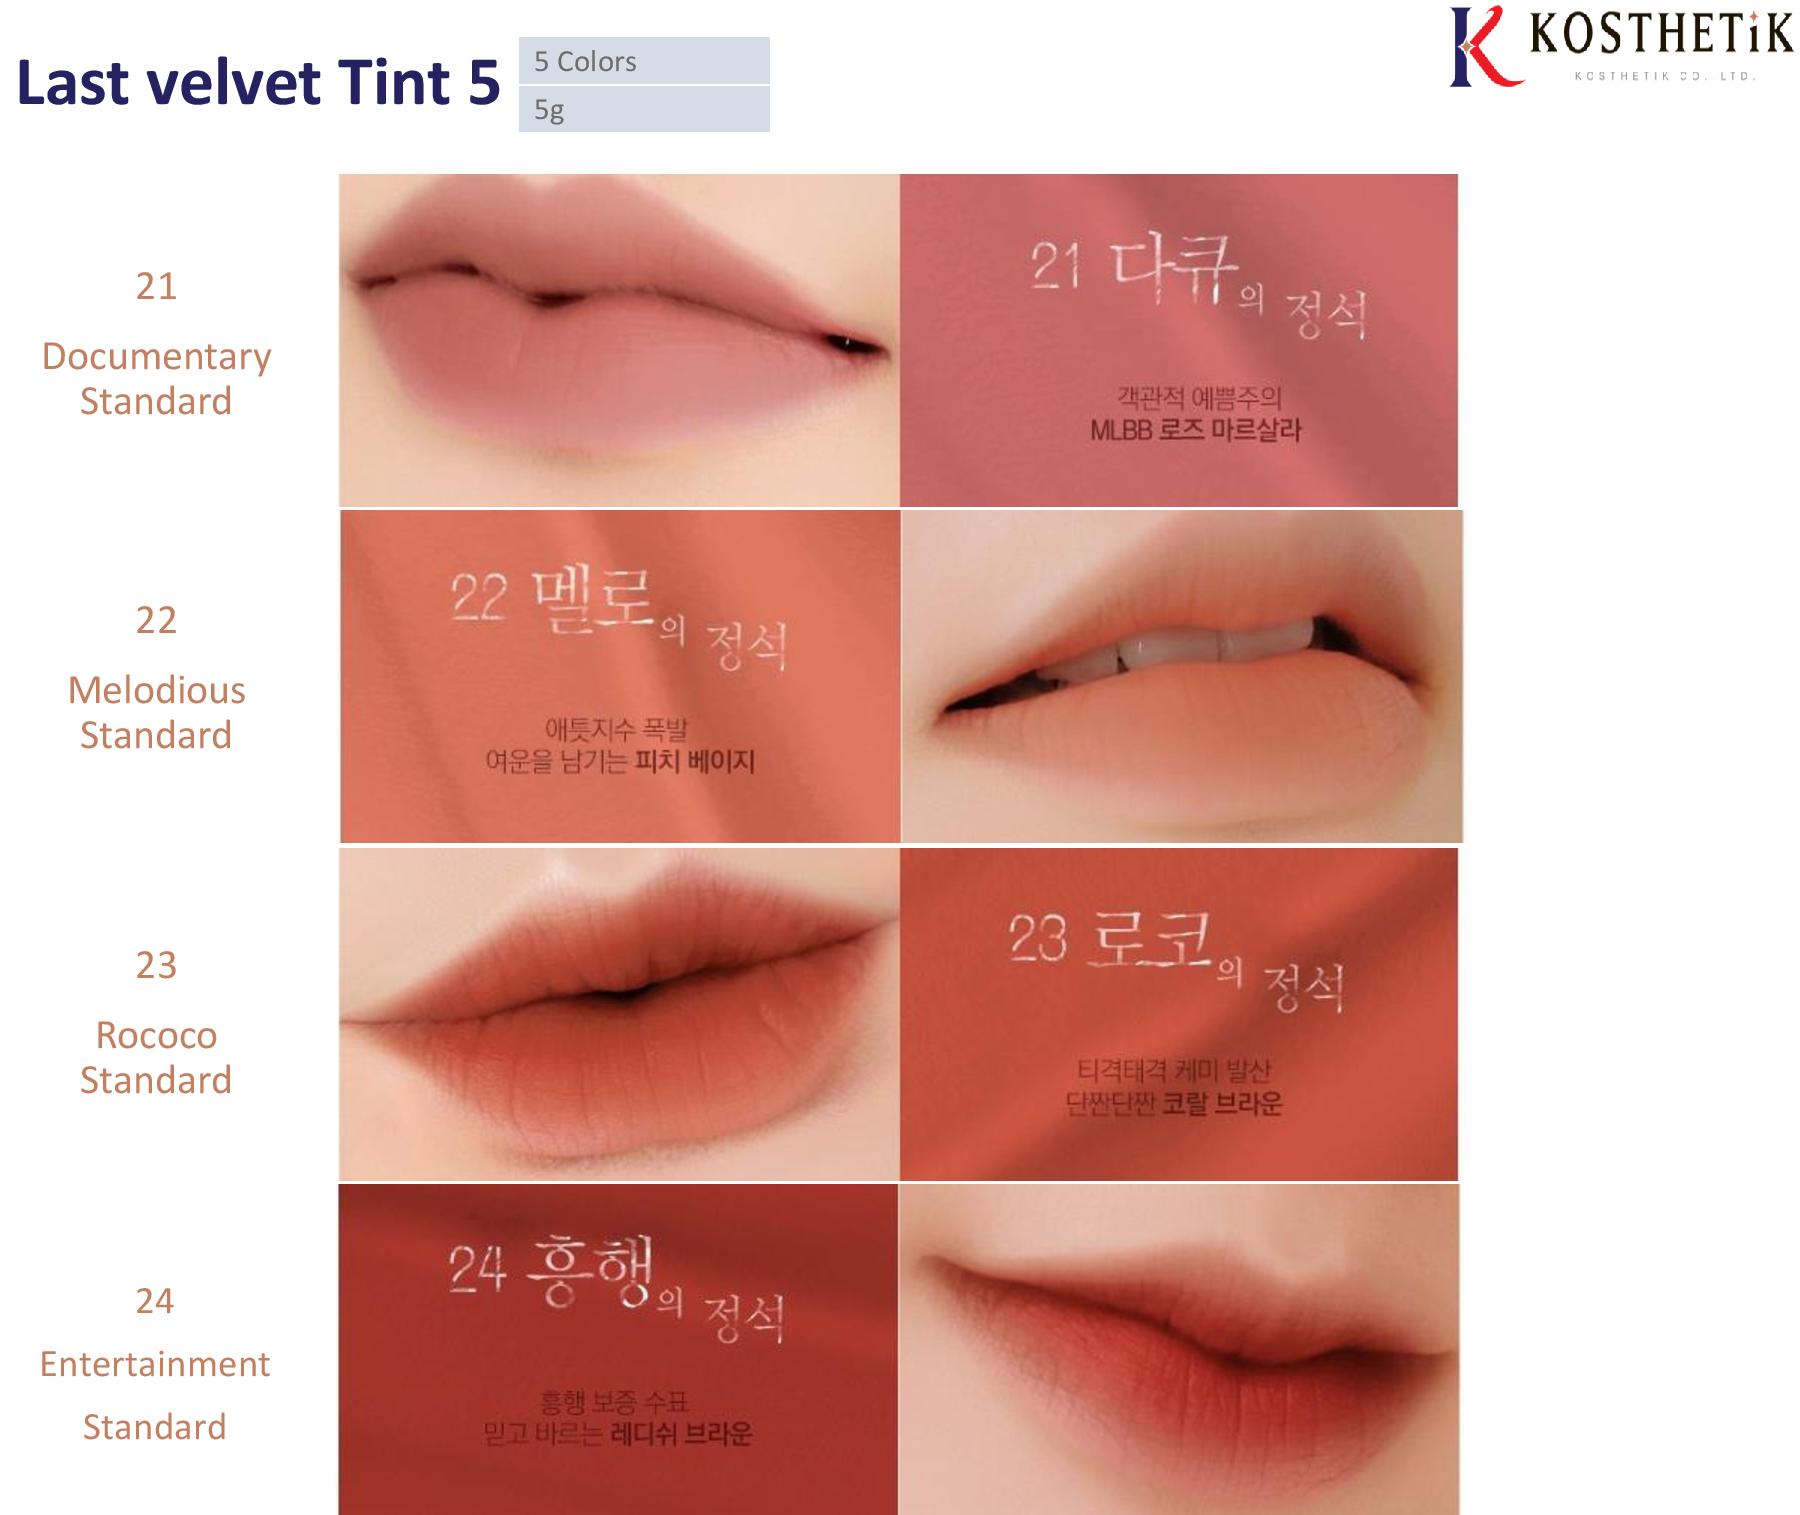 Last velvet Tint 5
5 Colors
5g
KOSTHETiK
KOSTHETIK CO. LTD.
21
Documentary
Standard
21 다큐의 정석
객관적 예쁨주의
MLBB 로즈 마르살라
22
Melodious
Standard
22 멜로의 정석
애틋지수 폭발
여운을 남기는 피치 베이지
23
Rococo
Standard
23 로코의 정석
티격태격 케미 발산
단짠단짠 코랄 브라운
24
Entertainment
Standard
24 흥행의 정석
흥행 보증 수표
믿고 바르는 레디쉬 브라운